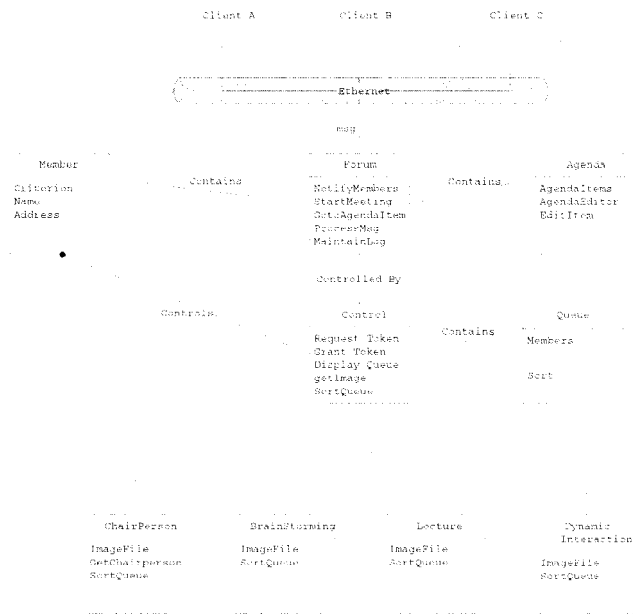 Client A Client B Client C
Ethernet
msg
Member Forum Agenda
Contains Contains
Criterion NotifyMembers AgendaItems
Name StartMeeting AgendaEditor
Address GotoAgendaItem EditItem
ProcessMsg
MaintainLog
Controlled By
Controls Control Queue
Contains
Request Token Members
Grant Token
Display Queue
getImage Sort
SortQueue
ChairPerson BrainStorming Lecture Dynamic
Interaction
ImageFile ImageFile ImageFile
GetChairperson SortQueue SortQueue ImageFile
SortQueue SortQueue